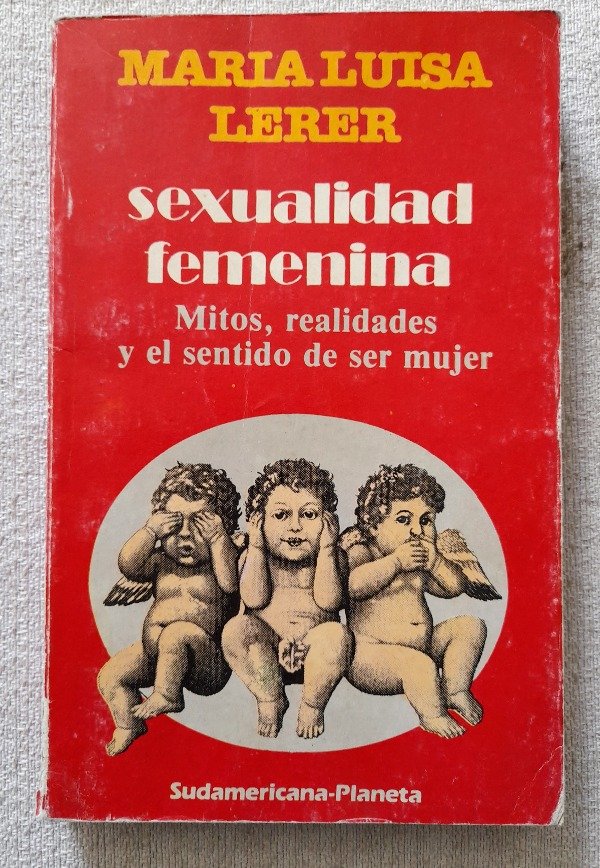 MARIA LUISA
LERER
sexualidad
femenina
Mitos, realidades
y el sentido de ser mujer
Sudamericana-Planeta